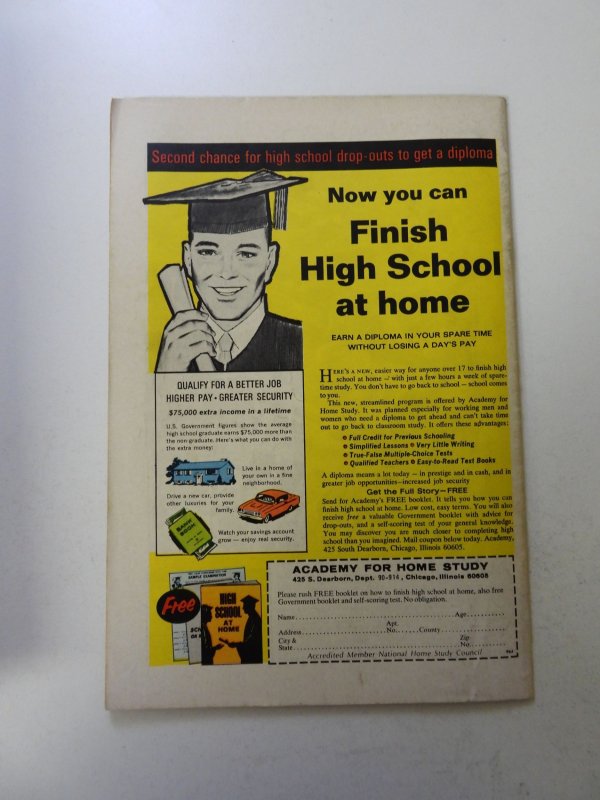 Second chance for high school drop-outs to get a diploma
Now you can
Finish
High School
at home
EARN A DIPLOMA IN YOUR SPARE TIME
WITHOUT LOSING A DAY'S PAY
HERE'S A NEW, easier way for anyone over 17 to finish high
school at home — with just a few hours a week of spare-
time study. You don't have to go back to school — school comes
to you.
This new, streamlined program is offered by Academy for
Home Study. It was planned especially for working men and
women who need a diploma to get ahead and can't take time
out to go back to classroom study. It offers these advantages:
Full Credit for Previous Schooling
Simplified Lessons Very Little Writing
True-False Multiple-Choice Tests
Qualified Teachers Easy-to-Read Text Books
A diploma means a lot today — in prestige and in cash, and in
greater job opportunities—increased job security
Get the Full Story—FREE
Send for Academy's FREE booklet. It tells how you can
finish high school at home. Low cost, easy terms. You will also
receive free a valuable Government booklet with advice for
drop-outs, and a self-scoring test of your general knowledge.
You may discover you are much closer to completing high
school than you imagined. Mail coupon below today. Academy,
425 South Dearborn, Chicago, Illinois 60605.
QUALIFY FOR A BETTER JOB
HIGHER PAY • GREATER SECURITY
$75,000 extra income in a lifetime
U.S. Government figures show the average
high school graduate earns $75,000 more than
the non-graduate. Here's what you can do with
the extra money:
Live in a home of
your own in a fine
neighborhood.
Drive a new car, provide
other luxuries for your
family.
BANK
BOOK
Watch your savings account
grow — enjoy real security.
SAMPLE EXAMINATION
Free
HIGH
SCHOOL
AT
HOME
ACADEMY FOR HOME STUDY
425 S. Dearborn, Dept. 90-914, Chicago, Illinois 60605
Please rush FREE booklet on how to finish high school at home, also free
Government booklet and self-scoring test. No obligation.
Name Age
Apt.
Address No. County
City & Zip
State No.
Accredited Member National Home Study Council